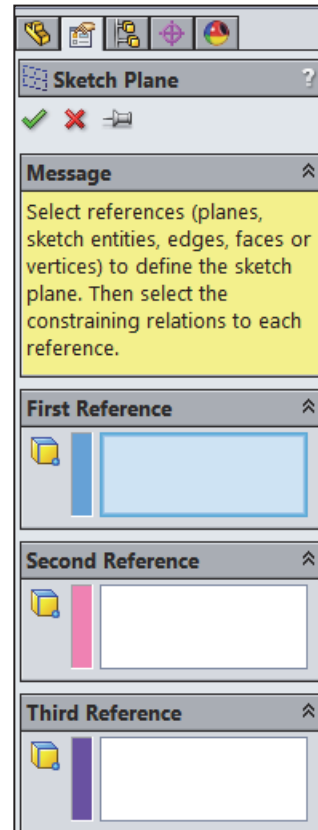 Sketch Plane ?
Message
Select references (planes,
sketch entities, edges, faces or
vertices) to define the sketch
plane. Then select the
constraining relations to each
reference.
First Reference
Second Reference
Third Reference